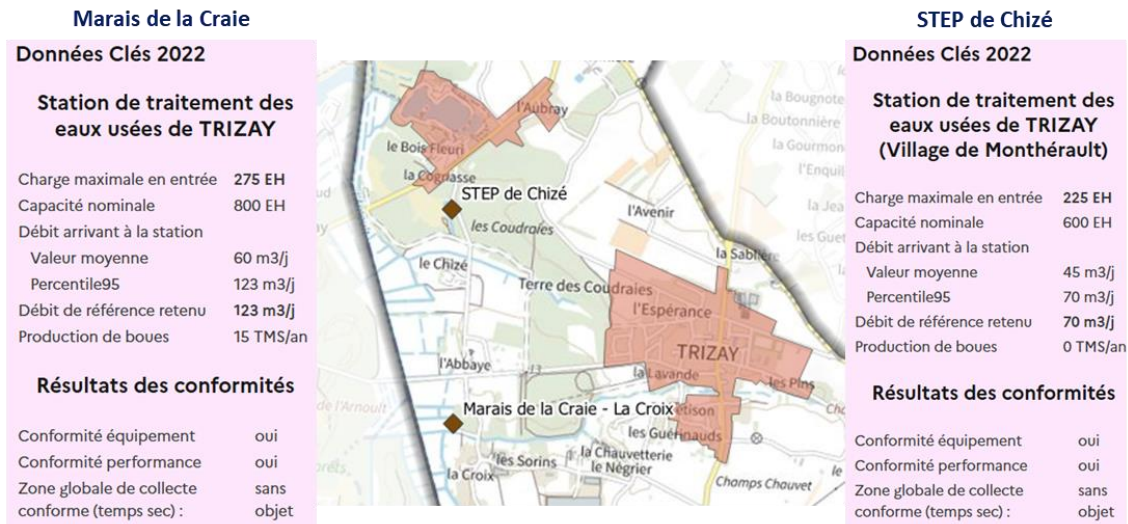 Marais de la Craie
Données Clés 2022
Station de traitement des
eaux usées de TRIZAY
Charge maximale en entrée 275 EH
Capacité nominale 800 EH
Débit arrivant à la station
Valeur moyenne 60 m3/j
Percentile95 123 m3/j
Débit de référence retenu 123 m3/j
Production de boues 15 TMS/an
Résultats des conformités
Conformité équipement oui
Conformité performance oui
Zone globale de collecte sans
conforme (temps sec) : objet
l'Aubray
la Bougnote
la Boutonnière
le Bois Fleuri
la Gourmon
l'Enquil
la Cognasse
STEP de Chizé
la Jea
l'Avenir
les Coudraies
les Guet
la Sablière
le Chizé
Terre des Coudraies
l'Espérance
TRIZAY
l'Abbaye
13
la Lavande
les Pins
de l'Arnoult
Marais de la Craie - La Croix
étison
les Guérinauds
la Chauvetterie
les Sorins
le Négrier
la Croix
Champs Chauvet
le
STEP de Chizé
Données Clés 2022
Station de traitement des
eaux usées de TRIZAY
(Village de Monthérault)
Charge maximale en entrée 225 EH
Capacité nominale 600 EH
Débit arrivant à la station
Valeur moyenne 45 m3/j
Percentile95 70 m3/j
Débit de référence retenu 70 m3/j
Production de boues 0 TMS/an
Résultats des conformités
Conformité équipement oui
Conformité performance oui
Zone globale de collecte sans
conforme (temps sec) : objet